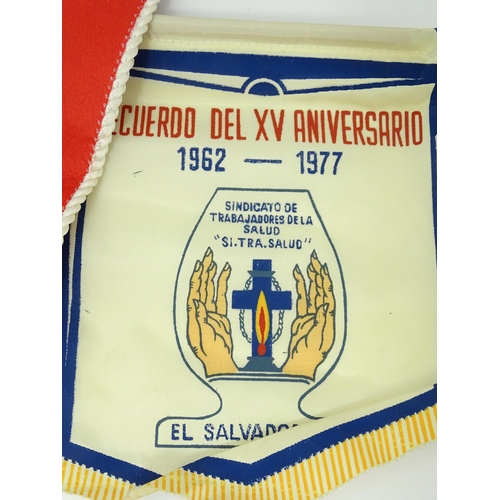 ECUERDO DEL XV ANIVERSARIO
1962 — 1977
SINDICATO DE
TRABAJADORES DE LA
SALUD
"SI.TRA.SALUD"
EL SALVADO